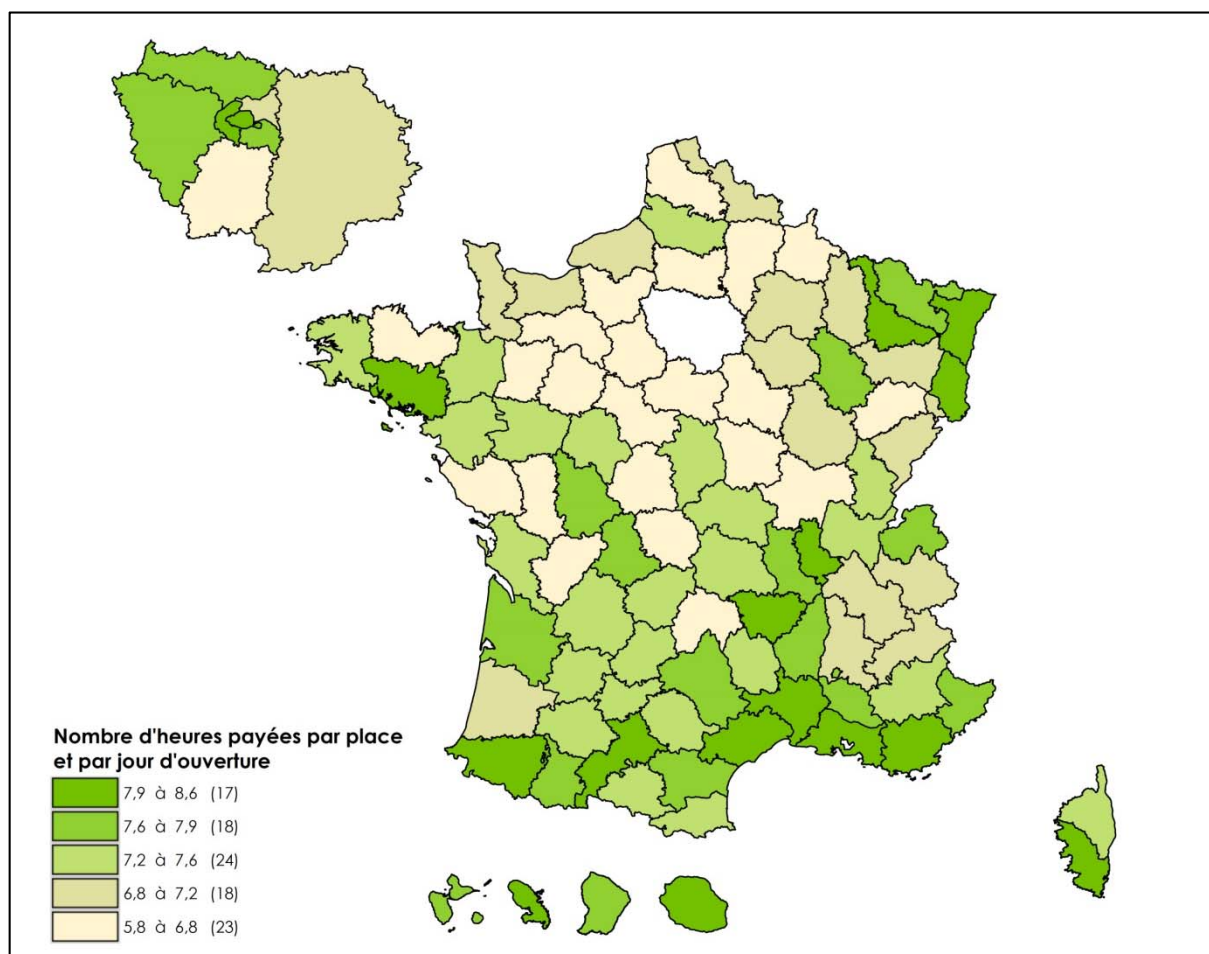 Nombre d'heures payées par place
et par jour d'ouverture
7,9 à 8,6 (17)
7,6 à 7,9 (18)
7,2 à 7,6 (24)
6,8 à 7,2 (18)
5,8 à 6,8 (23)